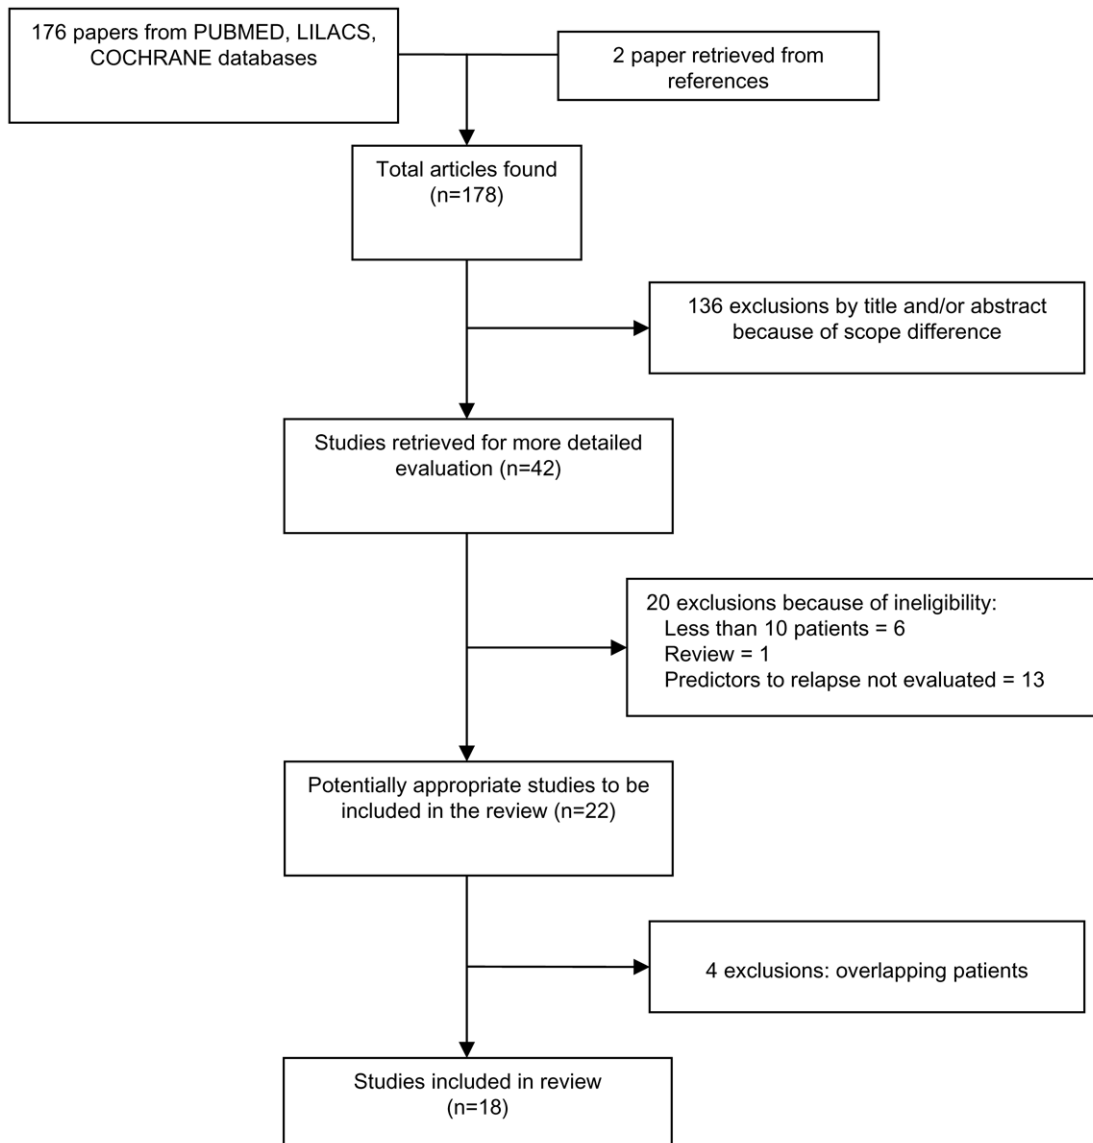 176 papers from PUBMED, LILACS,
COCHRANE databases
2 paper retrieved from
references
Total articles found
(n=178)
136 exclusions by title and/or abstract
because of scope difference
Studies retrieved for more detailed
evaluation (n=42)
20 exclusions because of ineligibility:
Less than 10 patients = 6
Review = 1
Predictors to relapse not evaluated = 13
Potentially appropriate studies to be
included in the review (n=22)
4 exclusions: overlapping patients
Studies included in review
(n=18)